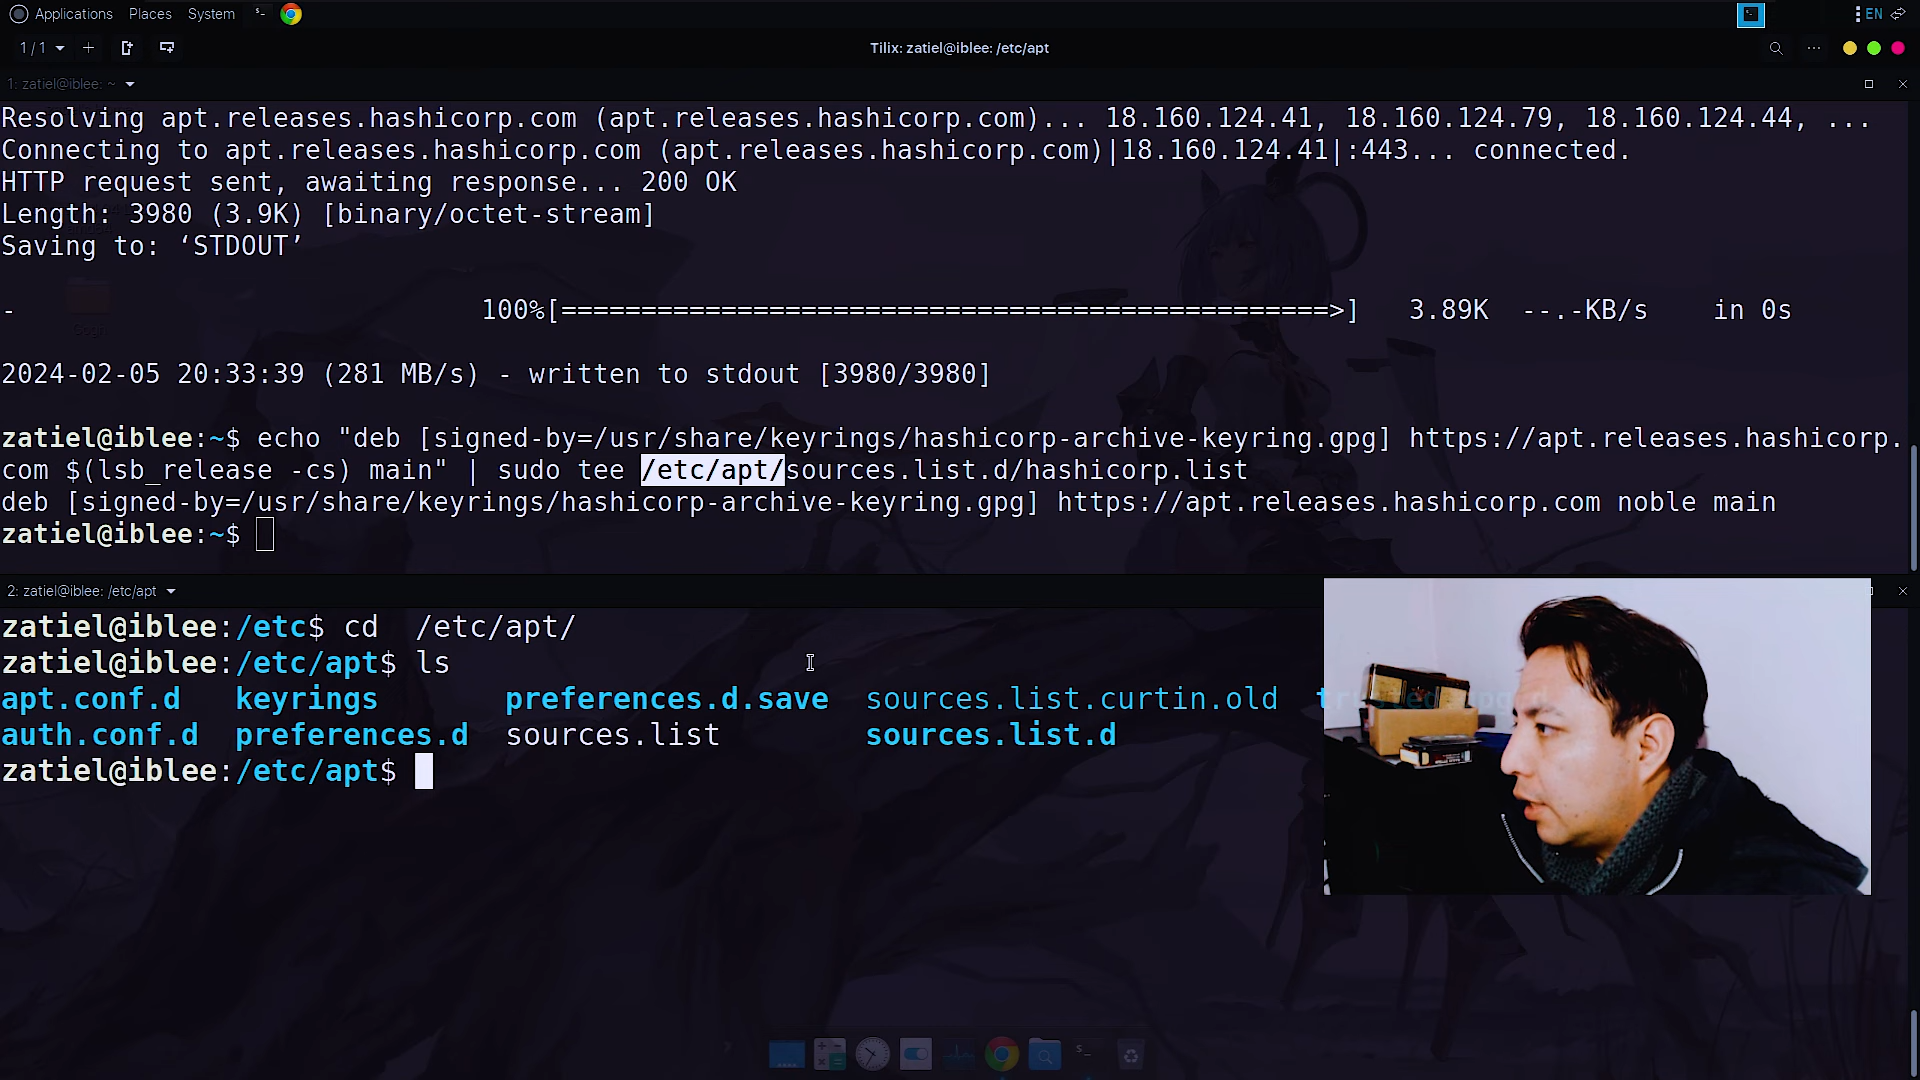 Applications Places System EN
1 / 1 Tilix: zatiel@iblee: /etc/apt
1: zatiel@iblee: ~
Resolving apt.releases.hashicorp.com (apt.releases.hashicorp.com)... 18.160.124.41, 18.160.124.79, 18.160.124.44, ...
Connecting to apt.releases.hashicorp.com (apt.releases.hashicorp.com)|18.160.124.41|:443... connected.
HTTP request sent, awaiting response... 200 OK
Length: 3980 (3.9K) [binary/octet-stream]
Saving to: ‘STDOUT’
- 100%[================================================>] 3.89K --.-KB/s in 0s
2024-02-05 20:33:39 (281 MB/s) - written to stdout [3980/3980]
zatiel@iblee:~$ echo "deb [signed-by=/usr/share/keyrings/hashicorp-archive-keyring.gpg] https://apt.releases.hashicorp.
com $(lsb_release -cs) main" | sudo tee /etc/apt/sources.list.d/hashicorp.list
deb [signed-by=/usr/share/keyrings/hashicorp-archive-keyring.gpg] https://apt.releases.hashicorp.com noble main
zatiel@iblee:~$
2: zatiel@iblee: /etc/apt
zatiel@iblee:/etc$ cd  /etc/apt/
zatiel@iblee:/etc/apt$ ls
apt.conf.d keyrings preferences.d.save sources.list.curtin.old trusted.gpg.d
auth.conf.d preferences.d sources.list sources.list.d
zatiel@iblee:/etc/apt$